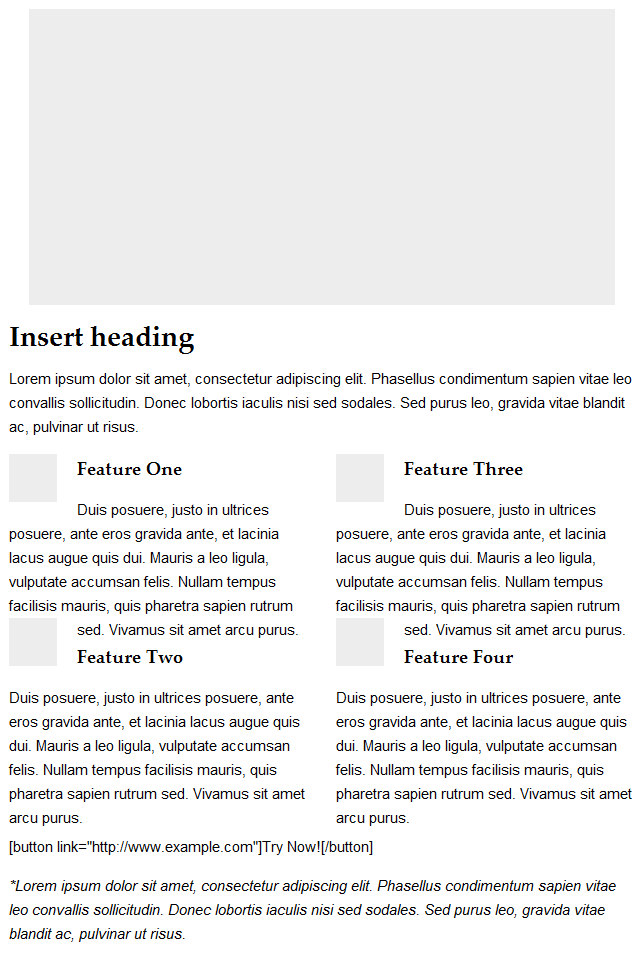 Insert heading
Lorem ipsum dolor sit amet, consectetur adipiscing elit. Phasellus condimentum sapien vitae leo
convallis sollicitudin. Donec lobortis iaculis nisi sed sodales. Sed purus leo, gravida vitae blandit
ac, pulvinar ut risus.
Feature One
Duis posuere, justo in ultrices
posuere, ante eros gravida ante, et lacinia
lacus augue quis dui. Mauris a leo ligula,
vulputate accumsan felis. Nullam tempus
facilisis mauris, quis pharetra sapien rutrum
sed. Vivamus sit amet arcu purus.
Feature Two
Duis posuere, justo in ultrices posuere, ante
eros gravida ante, et lacinia lacus augue quis
dui. Mauris a leo ligula, vulputate accumsan
felis. Nullam tempus facilisis mauris, quis
pharetra sapien rutrum sed. Vivamus sit amet
arcu purus.
Feature Three
Duis posuere, justo in ultrices
posuere, ante eros gravida ante, et lacinia
lacus augue quis dui. Mauris a leo ligula,
vulputate accumsan felis. Nullam tempus
facilisis mauris, quis pharetra sapien rutrum
sed. Vivamus sit amet arcu purus.
Feature Four
Duis posuere, justo in ultrices posuere, ante
eros gravida ante, et lacinia lacus augue quis
dui. Mauris a leo ligula, vulputate accumsan
felis. Nullam tempus facilisis mauris, quis
pharetra sapien rutrum sed. Vivamus sit amet
arcu purus.
[button link="http://www.example.com"]Try Now![/button]
*Lorem ipsum dolor sit amet, consectetur adipiscing elit. Phasellus condimentum sapien vitae
leo convallis sollicitudin. Donec lobortis iaculis nisi sed sodales. Sed purus leo, gravida vitae
blandit ac, pulvinar ut risus.